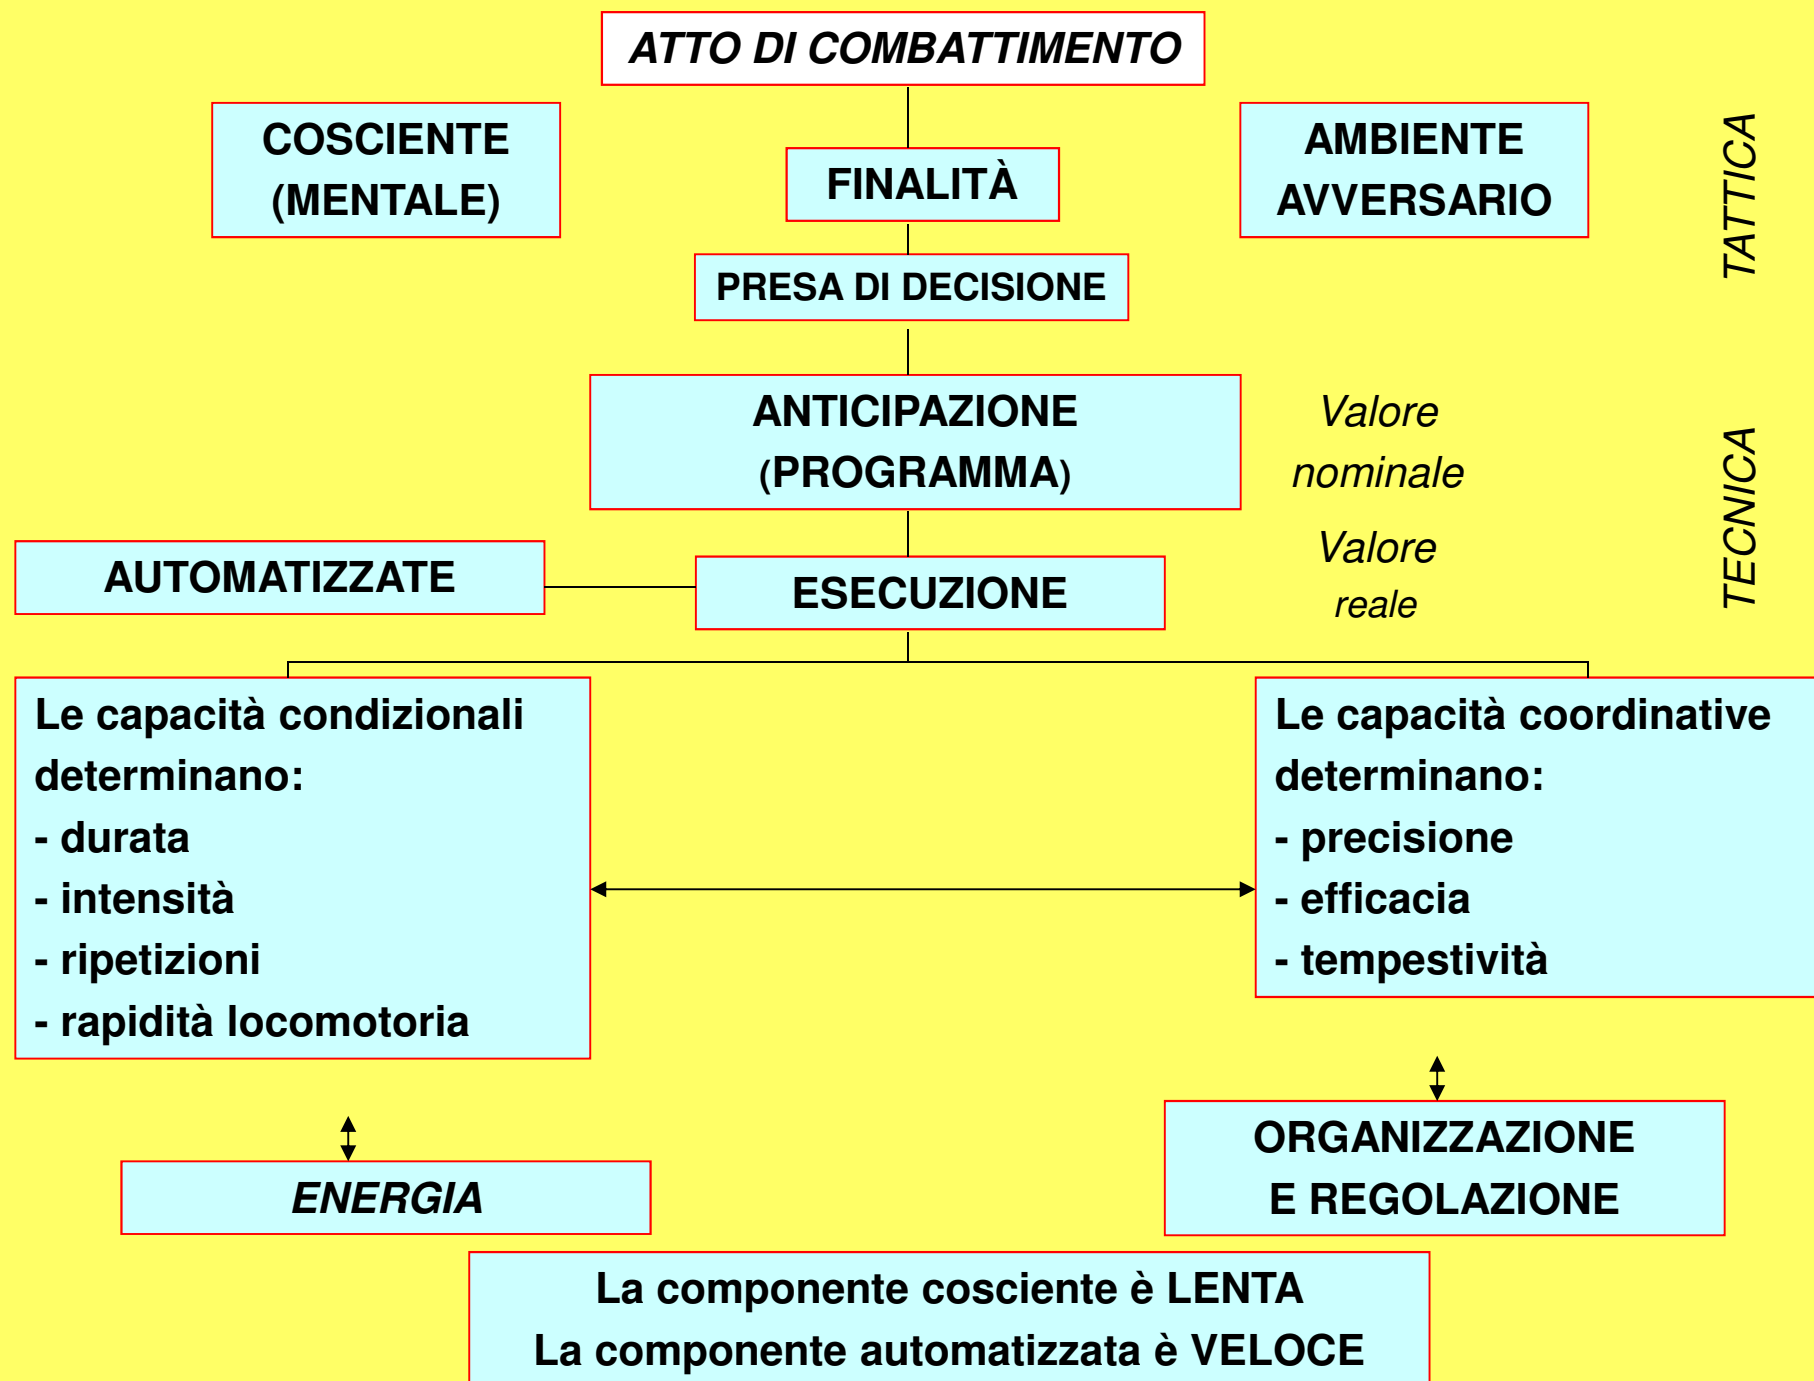 ATTO DI COMBATTIMENTO
COSCIENTE
(MENTALE)
FINALITÀ
AMBIENTE
AVVERSARIO
TATTICA
PRESA DI DECISIONE
ANTICIPAZIONE
(PROGRAMMA)
Valore
nominale
TECNICA
AUTOMATIZZATE
ESECUZIONE
Valore
reale
Le capacità condizionali
determinano:
- durata
- intensità
- ripetizioni
- rapidità locomotoria
Le capacità coordinative
determinano:
- precisione
- efficacia
- tempestività
ENERGIA
ORGANIZZAZIONE
E REGOLAZIONE
La componente cosciente è LENTA
La componente automatizzata è VELOCE